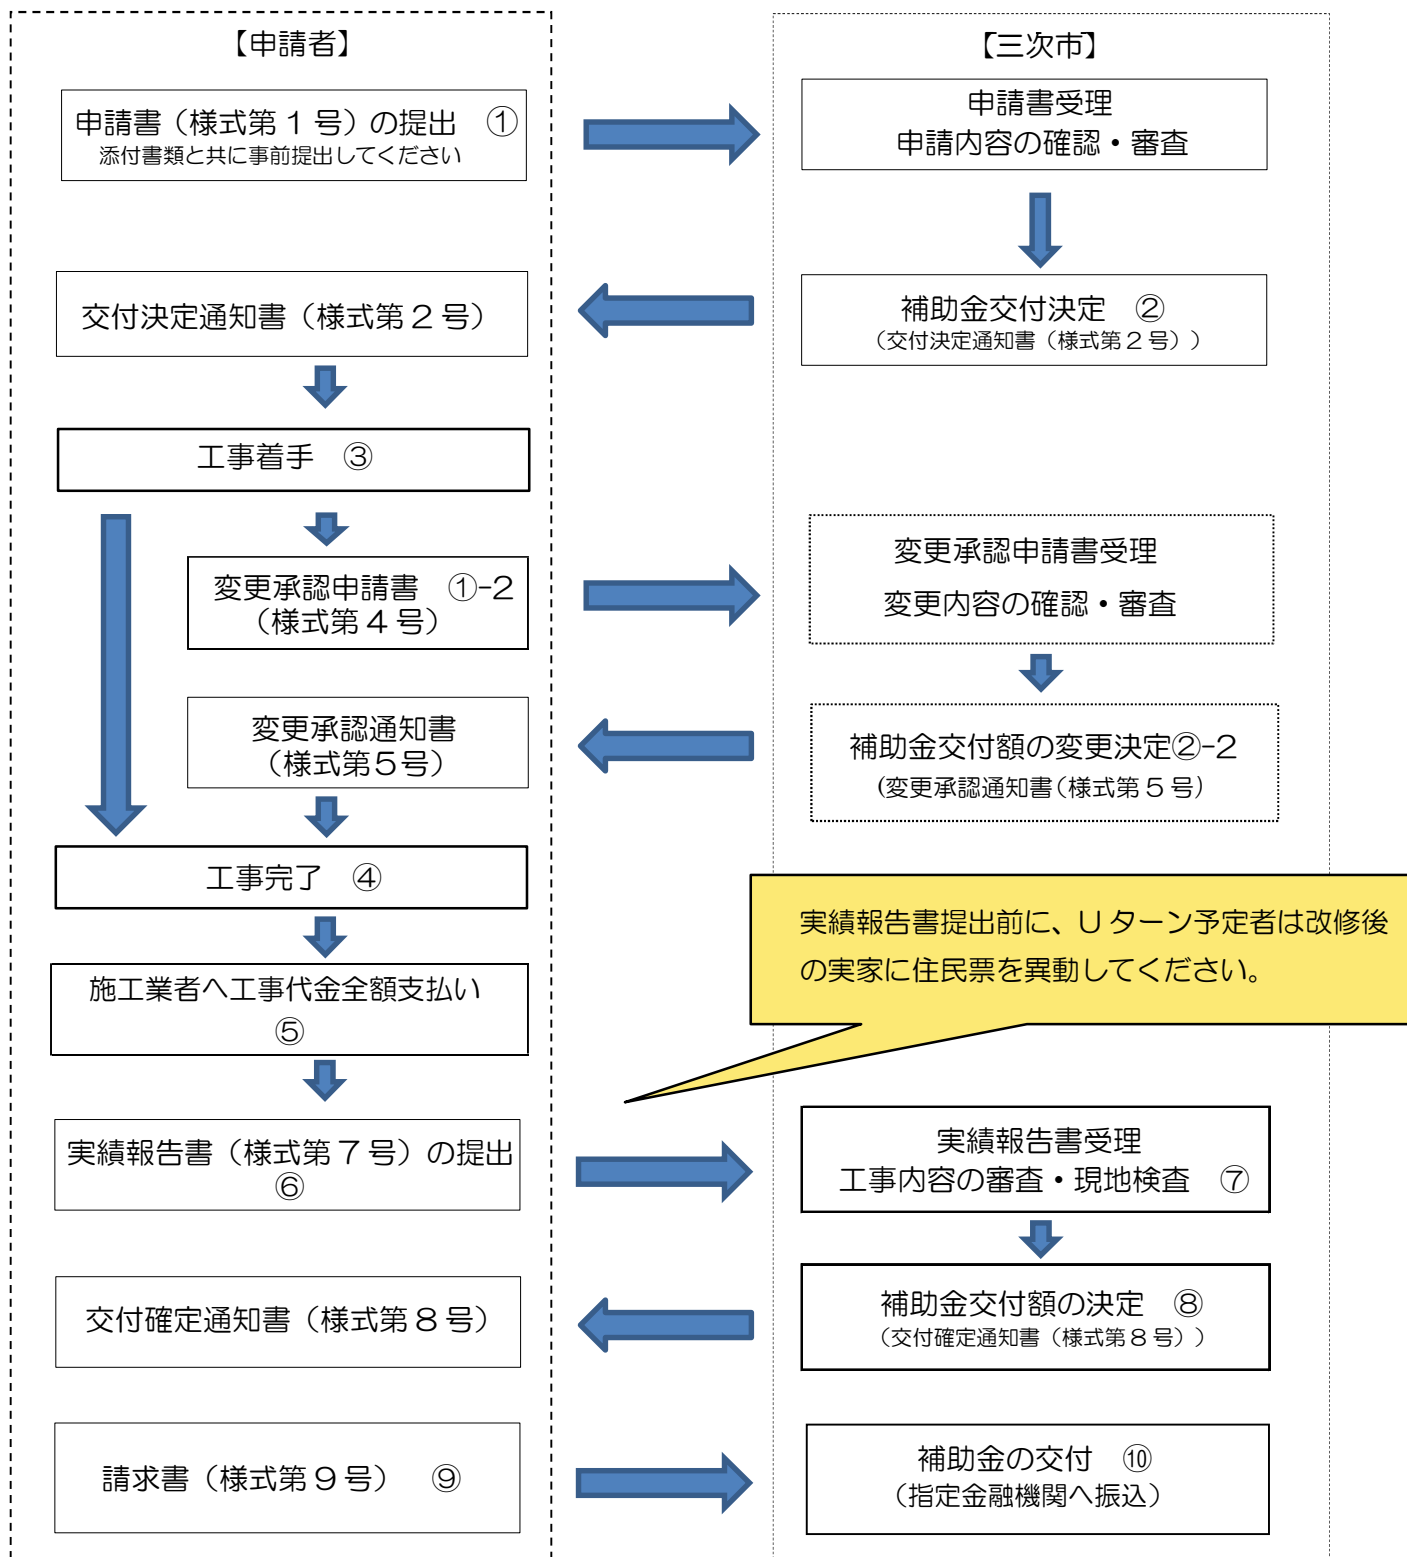 【申請者】
【三次市】
申請書（様式第１号）の提出　①
添付書類と共に事前提出してください
申請書受理
申請内容の確認・審査
交付決定通知書（様式第２号）
補助金交付決定　②
（交付決定通知書（様式第２号））
工事着手　③
変更承認申請書　①-2
（様式第４号）
変更承認申請書受理
変更内容の確認・審査
変更承認通知書
（様式第５号）
補助金交付額の変更決定②-2
(変更承認通知書（様式第５号）
工事完了　④
実績報告書提出前に、Ｕターン予定者は改修後
の実家に住民票を異動してください。
施工業者へ工事代金全額支払い
⑤
実績報告書（様式第７号）の提出
⑥
実績報告書受理
工事内容の審査・現地検査　⑦
交付確定通知書（様式第８号）
補助金交付額の決定　⑧
（交付確定通知書（様式第８号））
請求書（様式第９号）　⑨
補助金の交付　⑩
（指定金融機関へ振込）